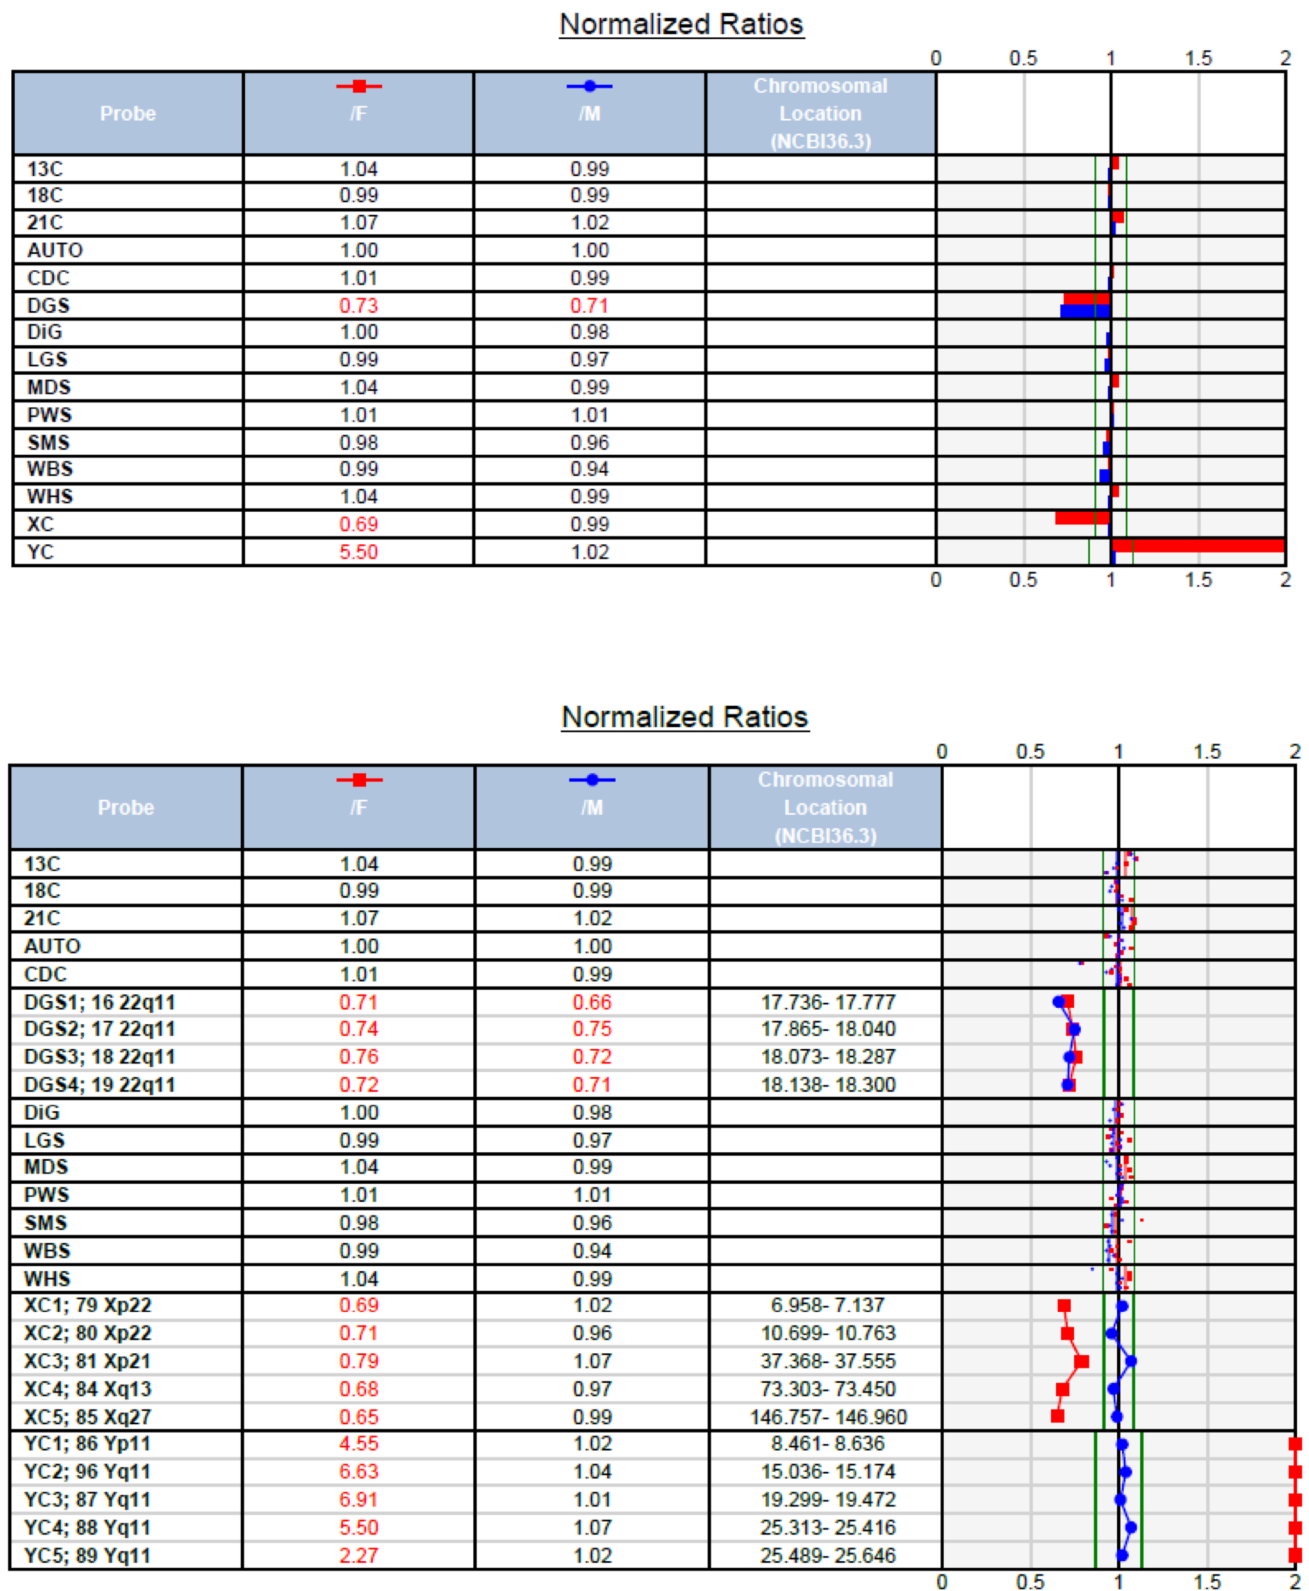 Normalized Ratios
0 0.5 1 1.5 2
Probe /F /M Chromosomal Location (NCBI36.3)
13C 1.04 0.99
18C 0.99 0.99
21C 1.07 1.02
AUTO 1.00 1.00
CDC 1.01 0.99
DGS 0.73 0.71
DiG 1.00 0.98
LGS 0.99 0.97
MDS 1.04 0.99
PWS 1.01 1.01
SMS 0.98 0.96
WBS 0.99 0.94
WHS 1.04 0.99
XC 0.69 0.99
YC 5.50 1.02
0 0.5 1 1.5 2
Normalized Ratios
0 0.5 1 1.5 2
Probe /F /M Chromosomal Location (NCBI36.3)
13C 1.04 0.99
18C 0.99 0.99
21C 1.07 1.02
AUTO 1.00 1.00
CDC 1.01 0.99
DGS1; 16 22q11 0.71 0.66 17.736- 17.777
DGS2; 17 22q11 0.74 0.75 17.865- 18.040
DGS3; 18 22q11 0.76 0.72 18.073- 18.287
DGS4; 19 22q11 0.72 0.71 18.138- 18.300
DiG 1.00 0.98
LGS 0.99 0.97
MDS 1.04 0.99
PWS 1.01 1.01
SMS 0.98 0.96
WBS 0.99 0.94
WHS 1.04 0.99
XC1; 79 Xp22 0.69 1.02 6.958- 7.137
XC2; 80 Xp22 0.71 0.96 10.699- 10.763
XC3; 81 Xp21 0.79 1.07 37.368- 37.555
XC4; 84 Xq13 0.68 0.97 73.303- 73.450
XC5; 85 Xq27 0.65 0.99 146.757- 146.960
YC1; 86 Yp11 4.55 1.02 8.461- 8.636
YC2; 96 Yq11 6.63 1.04 15.036- 15.174
YC3; 87 Yq11 6.91 1.01 19.299- 19.472
YC4; 88 Yq11 5.50 1.07 25.313- 25.416
YC5; 89 Yq11 2.27 1.02 25.489- 25.646
0 0.5 1 1.5 2